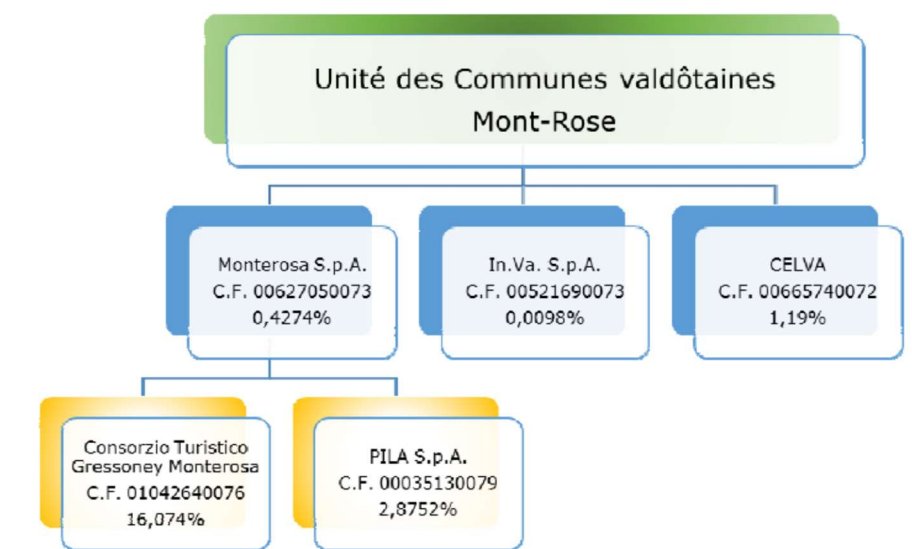 Unité des Communes valdôtaines
Mont-Rose
Monterosa S.p.A.
C.F. 00627050073
0,4274%
In.Va. S.p.A.
C.F. 00521690073
0,0098%
CELVA
C.F. 00665740072
1,19%
Consorzio Turistico
Gressoney Monterosa
C.F. 01042640076
16,074%
PILA S.p.A.
C.F. 00035130079
2,8752%